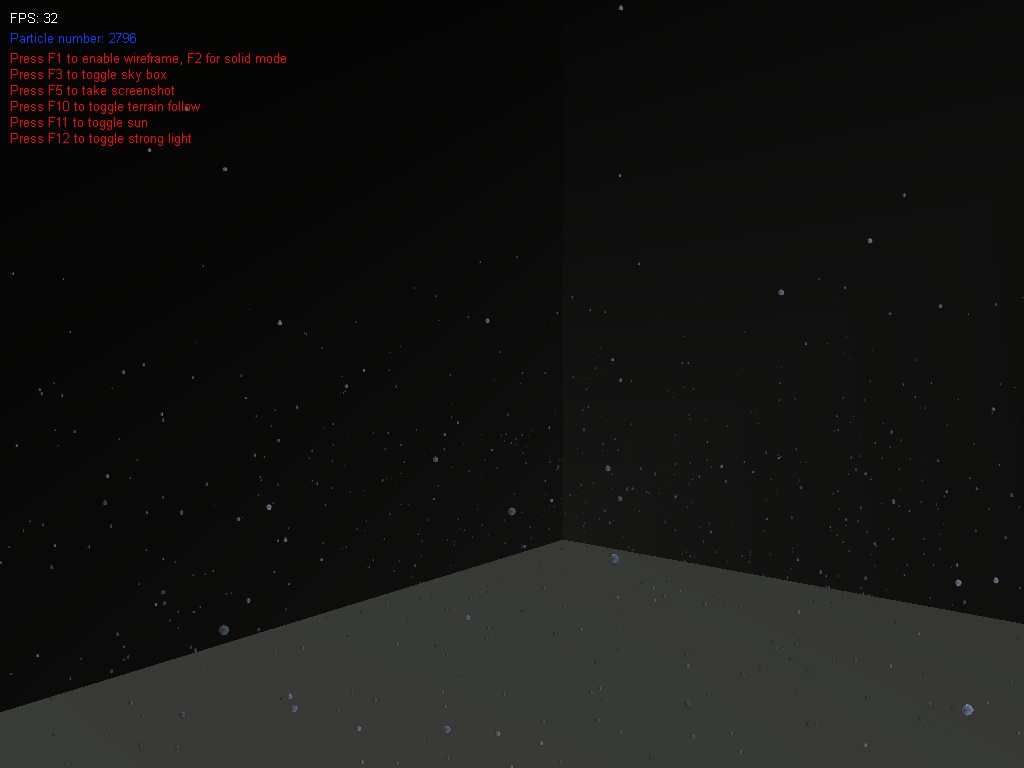 FPS: 32
Particle number: 2796
Press F1 to enable wireframe, F2 for solid mode
Press F3 to toggle sky box
Press F5 to take screenshot
Press F10 to toggle terrain follow
Press F11 to toggle sun
Press F12 to toggle strong light